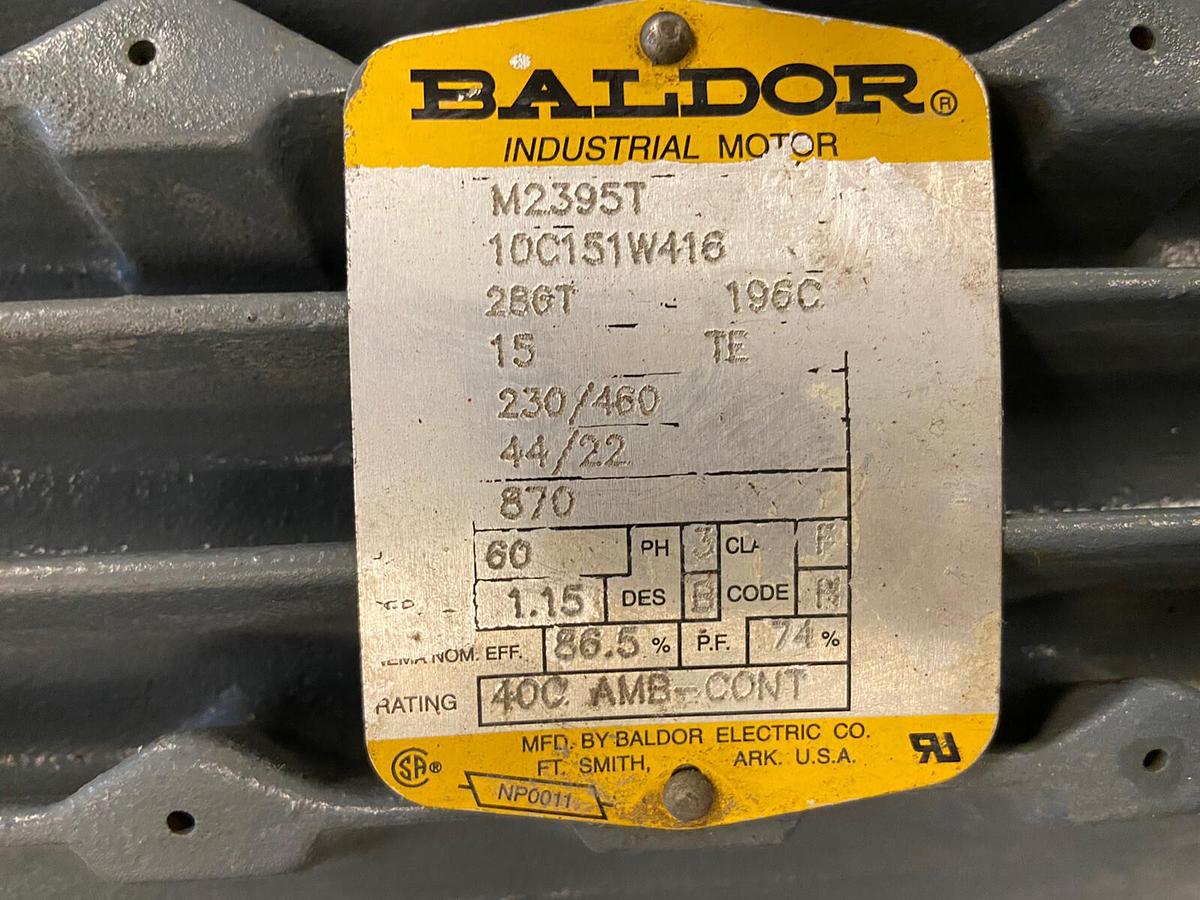 BALDOR®
INDUSTRIAL MOTOR
M2395T
10C151W416
286T 196C
15 TE
230/460
44/22
870
60 PH 3 F
1.15 DES B CODE
NOM. EFF. 86.5 % P.F. 74 %
RATING 40C AMB-CONT
MFD. BY BALDOR ELECTRIC CO.
FT. SMITH, ARK. U.S.A.
SA®
NP0011